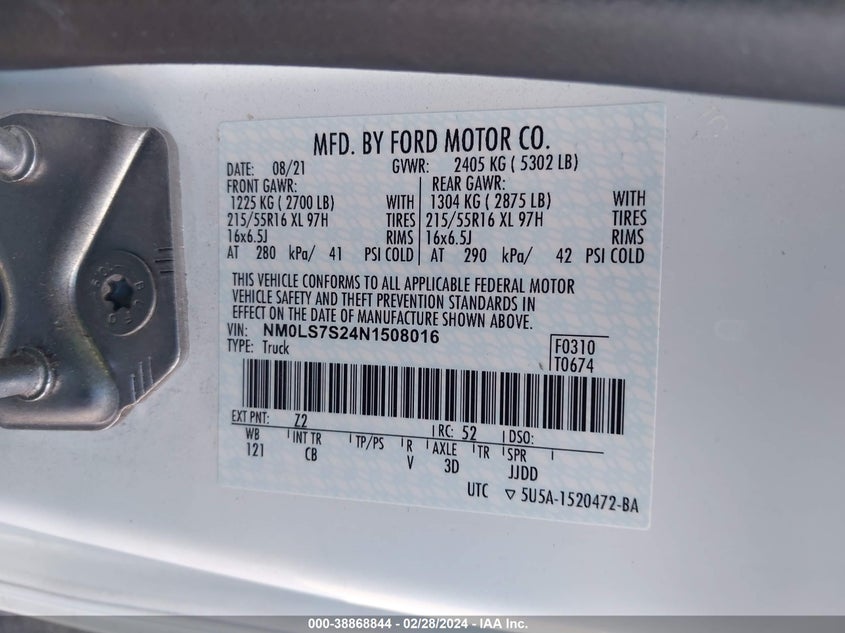 MFD. BY FORD MOTOR CO.
DATE: 08/21 GVWR: 2405 KG ( 5302 LB)
FRONT GAWR: REAR GAWR:
1225 KG ( 2700 LB) WITH 1304 KG ( 2875 LB) WITH
215/55R16 XL 97H TIRES 215/55R16 XL 97H TIRES
16x6.5J RIMS 16x6.5J RIMS
AT 280 kPa/ 41 PSI COLD AT 290 kPa/ 42 PSI COLD
THIS VEHICLE CONFORMS TO ALL APPLICABLE FEDERAL MOTOR
VEHICLE SAFETY AND THEFT PREVENTION STANDARDS IN
EFFECT ON THE DATE OF MANUFACTURE SHOWN ABOVE.
VIN: NM0LS7S24N1508016
TYPE: Truck
F0310
T0674
EXT PNT: Z2 RC: 52 DSO:
WB INT TR TP/PS R AXLE TR SPR
121 CB V 3D JJDD
UTC ▽ 5U5A-1520472-BA
000-38868844 - 02/28/2024 - IAA Inc.